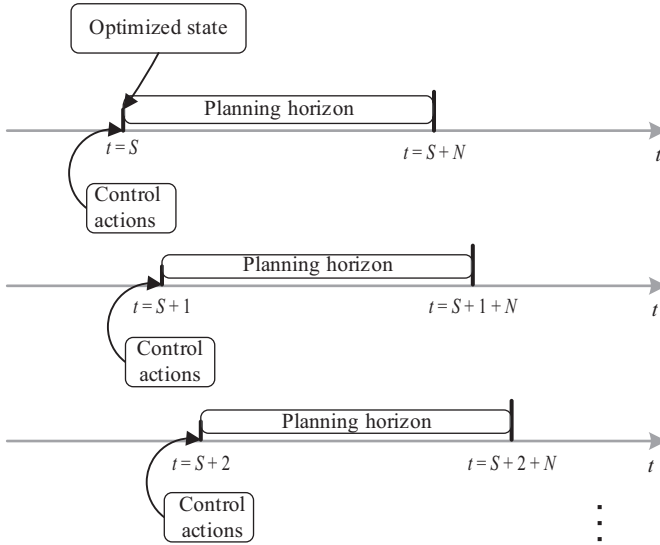 Optimized state
Planning horizon
t = S
t = S + N
t
Control
actions
Planning horizon
t = S + 1
t = S + 1 + N
t
Control
actions
Planning horizon
t = S + 2
t = S + 2 + N
t
Control
actions